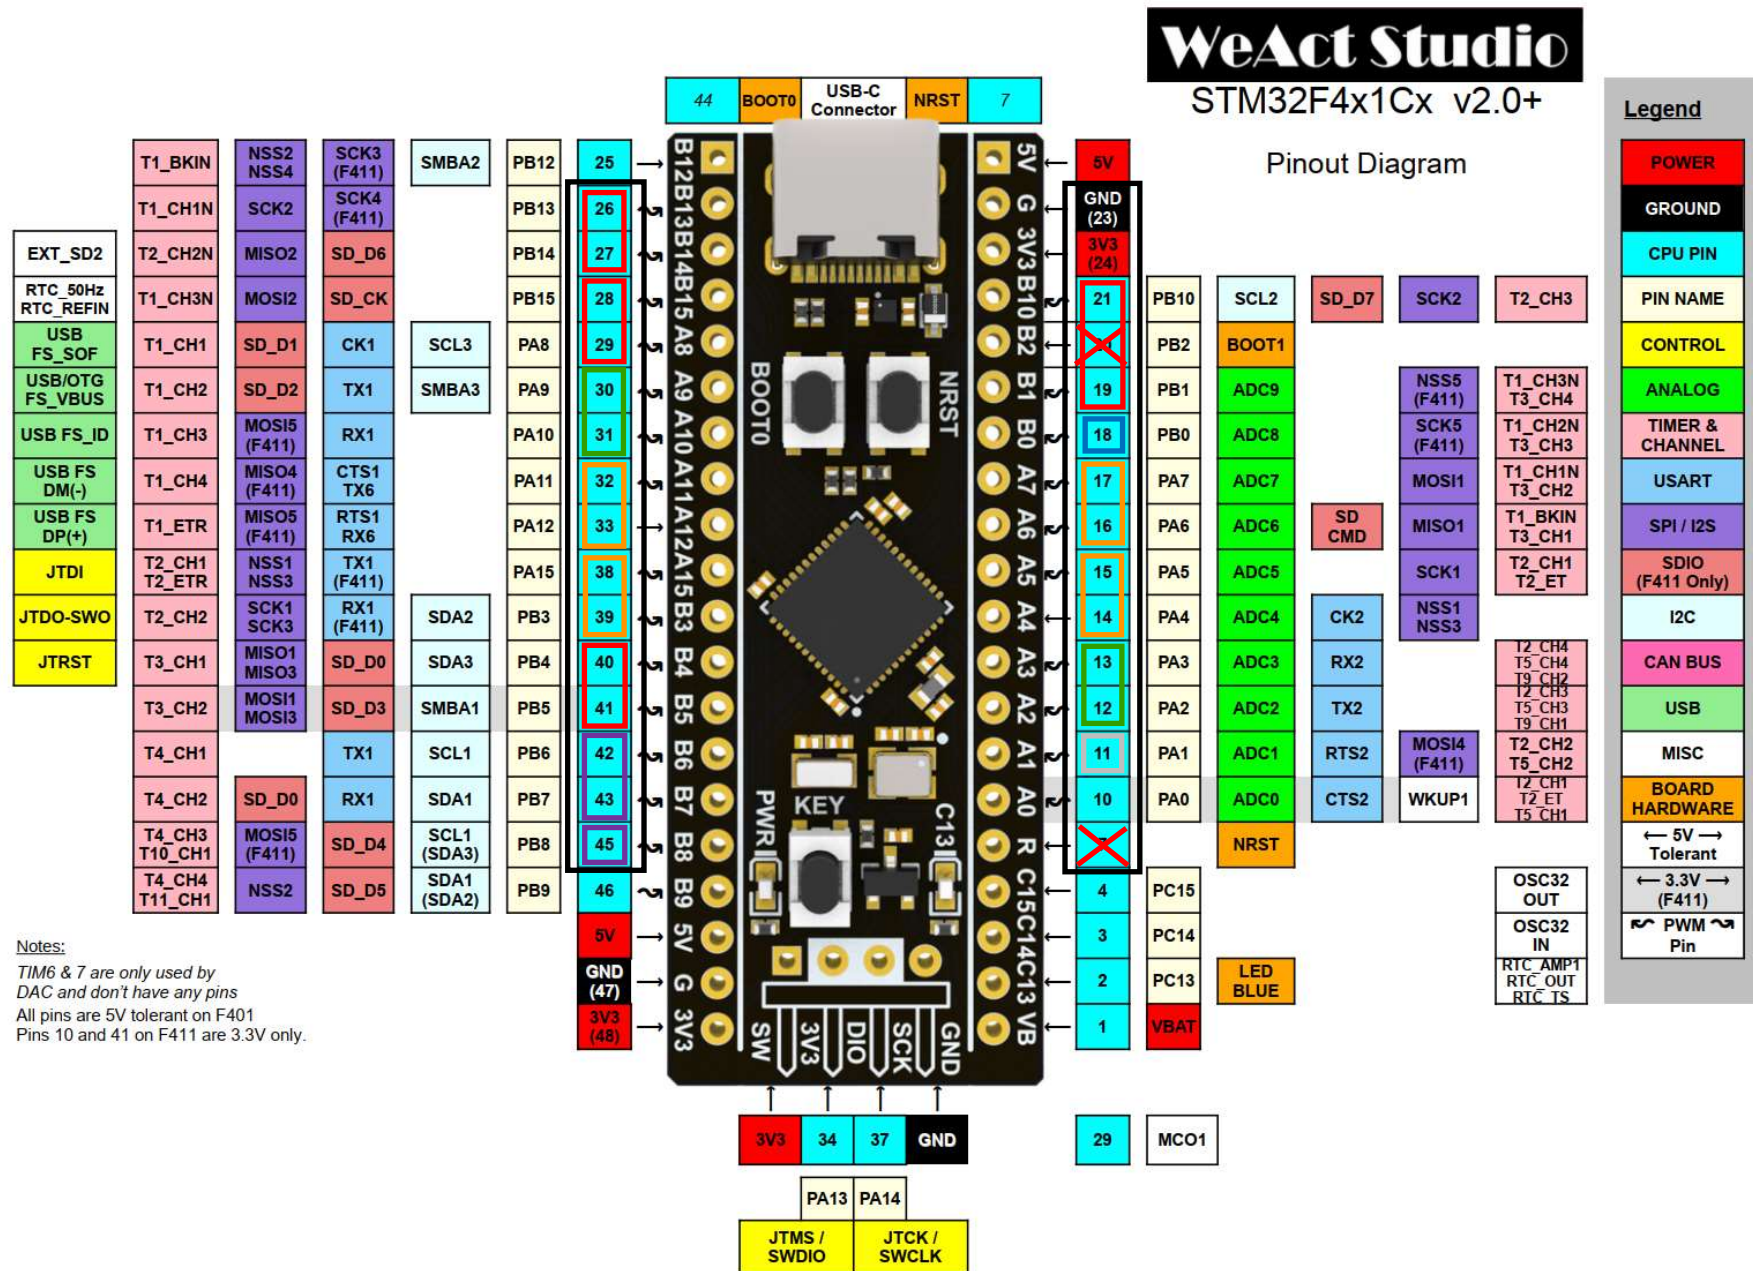 WeAct Studio
STM32F4x1Cx v2.0+
Pinout Diagram
44 BOOT0 USB-C Connector NRST 7
T1_BKIN NSS2 NSS4 SCK3 (F411) SMBA2 PB12 25 B12 5V 5V
T1_CH1N SCK2 SCK4 (F411) PB13 26 B13 G GND (23)
EXT_SD2 T2_CH2N MISO2 SD_D6 PB14 27 B14 3V3 3V3 (24)
RTC_50Hz RTC_REFIN T1_CH3N MOSI2 SD_CK PB15 28 B15 B10 21 PB10 SCL2 SD_D7 SCK2 T2_CH3
USB FS_SOF T1_CH1 SD_D1 CK1 SCL3 PA8 29 A8 B2 PB2 BOOT1
USB/OTG FS_VBUS T1_CH2 SD_D2 TX1 SMBA3 PA9 30 A9 B1 19 PB1 ADC9 NSS5 (F411) T1_CH3N T3_CH4
USB FS_ID T1_CH3 MOSI5 (F411) RX1 PA10 31 A10 B0 18 PB0 ADC8 SCK5 (F411) T1_CH2N T3_CH3
USB FS DM(-) T1_CH4 MISO4 (F411) CTS1 TX6 PA11 32 A11 A7 17 PA7 ADC7 MOSI1 T1_CH1N T3_CH2
USB FS DP(+) T1_ETR MISO5 (F411) RTS1 RX6 PA12 33 A12 A6 16 PA6 ADC6 SD CMD MISO1 T1_BKIN T3_CH1
JTDI T2_CH1 T2_ETR NSS1 NSS3 TX1 (F411) PA15 38 A15 A5 15 PA5 ADC5 SCK1 T2_CH1 T2_ET
JTDO-SWO T2_CH2 SCK1 SCK3 RX1 (F411) SDA2 PB3 39 B3 A4 14 PA4 ADC4 CK2 NSS1 NSS3
JTRST T3_CH1 MISO1 MISO3 SD_D0 SDA3 PB4 40 B4 A3 13 PA3 ADC3 RX2 T2_CH4 T5_CH4 T9_CH2
T3_CH2 MOSI1 MOSI3 SD_D3 SMBA1 PB5 41 B5 A2 12 PA2 ADC2 TX2 T2_CH3 T5_CH3 T9_CH1
T4_CH1 TX1 SCL1 PB6 42 B6 A1 11 PA1 ADC1 RTS2 MOSI4 (F411) T2_CH2 T5_CH2
T4_CH2 SD_D0 RX1 SDA1 PB7 43 B7 A0 10 PA0 ADC0 CTS2 WKUP1 T2_CH1 T2_ET T5_CH1
T4_CH3 T10_CH1 MOSI5 (F411) SD_D4 SCL1 (SDA3) PB8 45 B8 R NRST
T4_CH4 T11_CH1 NSS2 SD_D5 SDA1 (SDA2) PB9 46 B9 C15 4 PC15 OSC32 OUT
5V 5V C14 3 PC14 OSC32 IN
GND (47) G C13 2 PC13 LED BLUE RTC_AMP1 RTC_OUT RTC_TS
3V3 (48) 3V3 VB 1 VBAT
BOOT0 NRST
PWR KEY C13
SW 3V3 DIO SCK GND
3V3 34 37 GND 29 MCO1
PA13 PA14
JTMS / SWDIO JTCK / SWCLK
Notes:
TIM6 & 7 are only used by
DAC and don't have any pins
All pins are 5V tolerant on F401
Pins 10 and 41 on F411 are 3.3V only.
Legend
POWER
GROUND
CPU PIN
PIN NAME
CONTROL
ANALOG
TIMER &
CHANNEL
USART
SPI / I2S
SDIO
(F411 Only)
I2C
CAN BUS
USB
MISC
BOARD
HARDWARE
← 5V →
Tolerant
← 3.3V →
(F411)
PWM
Pin